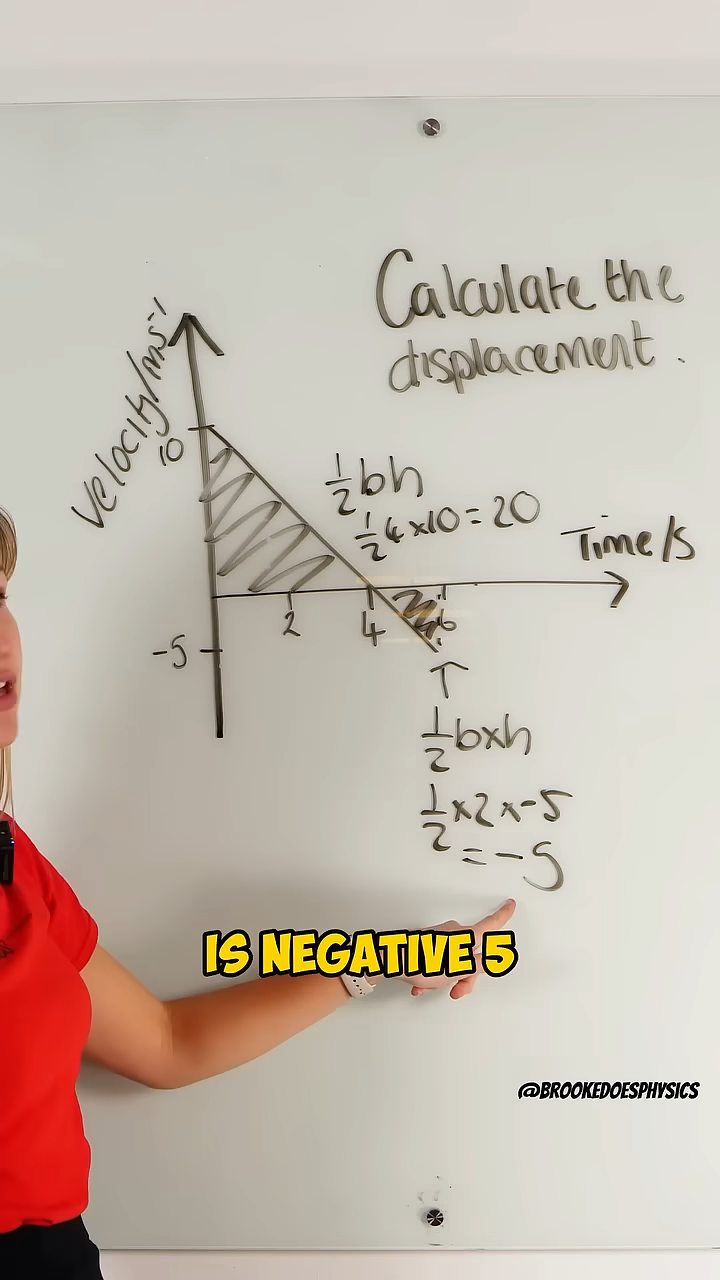 Calculate the
displacement.
Velocity/ms⁻¹
10
½bh
½4×10=20
Time/s
2
4
6
-5
½b×h
½×2×-5
=-5
IS NEGATIVE 5
@BROOKEDOESPHYSICS